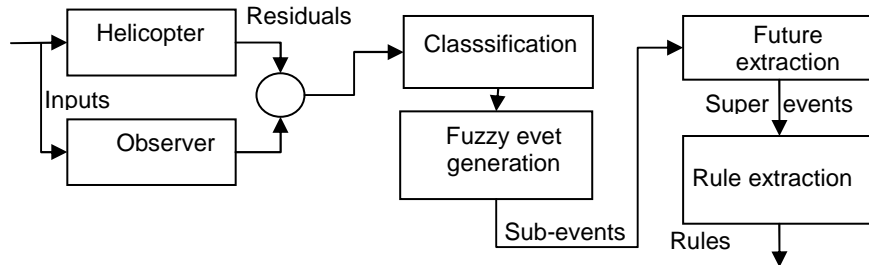 Residuals
Helicopter
Inputs
Observer
Classsification
Fuzzy evet
generation
Sub-events
Future
extraction
Super events
Rule extraction
Rules